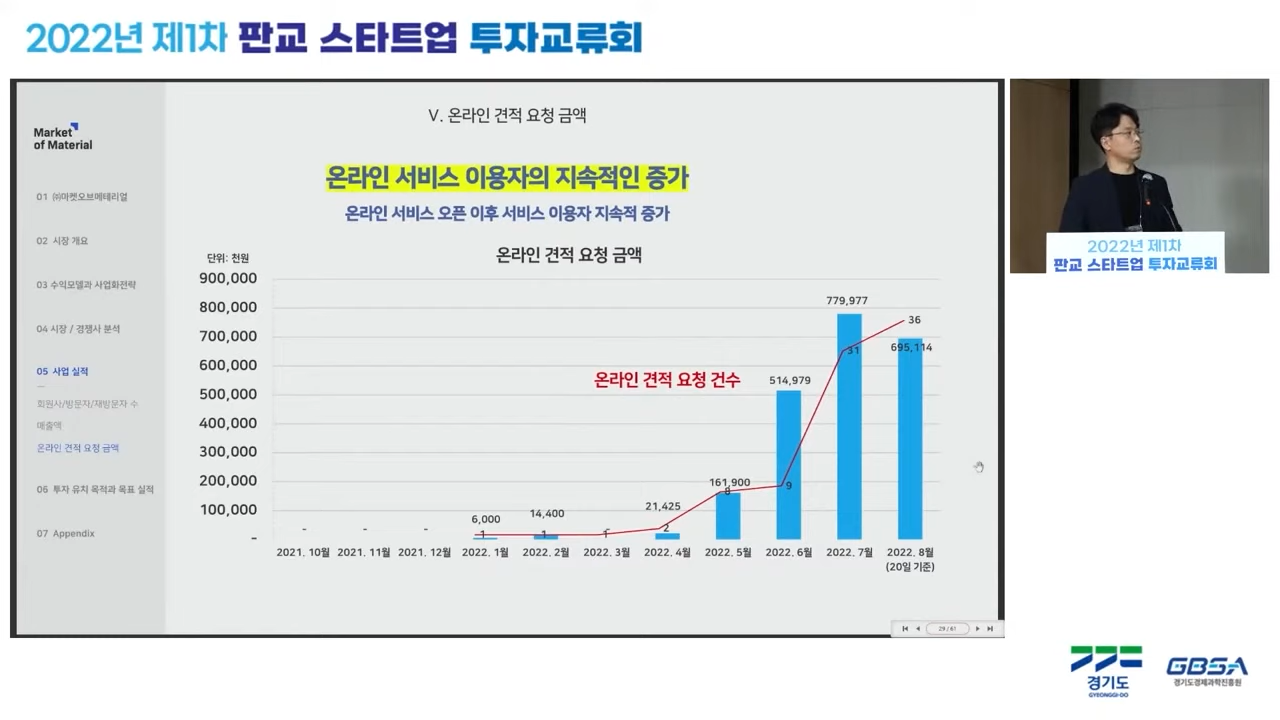 2022년 제1차 판교 스타트업 투자교류회
Market
of Material
01 ㈜마켓오브메테리얼
02 시장 개요
03 수익모델과 사업화전략
04 시장 / 경쟁사 분석
05 사업 실적
회원사/방문자/재방문자 수
매출액
온라인 견적 요청 금액
06 투자 유치 목적과 목표 실적
07 Appendix
V. 온라인 견적 요청 금액
온라인 서비스 이용자의 지속적인 증가
온라인 서비스 오픈 이후 서비스 이용자 지속적 증가
단위: 천원
온라인 견적 요청 금액
900,000
800,000
700,000
600,000
500,000
400,000
300,000
200,000
100,000
-
온라인 견적 요청 건수
- - - 6,000 14,400 - 21,425 161,900 514,979 779,977 695,114
1 1 1 2 8 9 31 36
2021. 10월 2021. 11월 2021. 12월 2022. 1월 2022. 2월 2022. 3월 2022. 4월 2022. 5월 2022. 6월 2022. 7월 2022. 8월
(20일 기준)
29 / 61
2022년 제1차
판교 스타트업 투자교류회
경기도
GYEONGGI-DO
GBSA
경기도경제과학진흥원